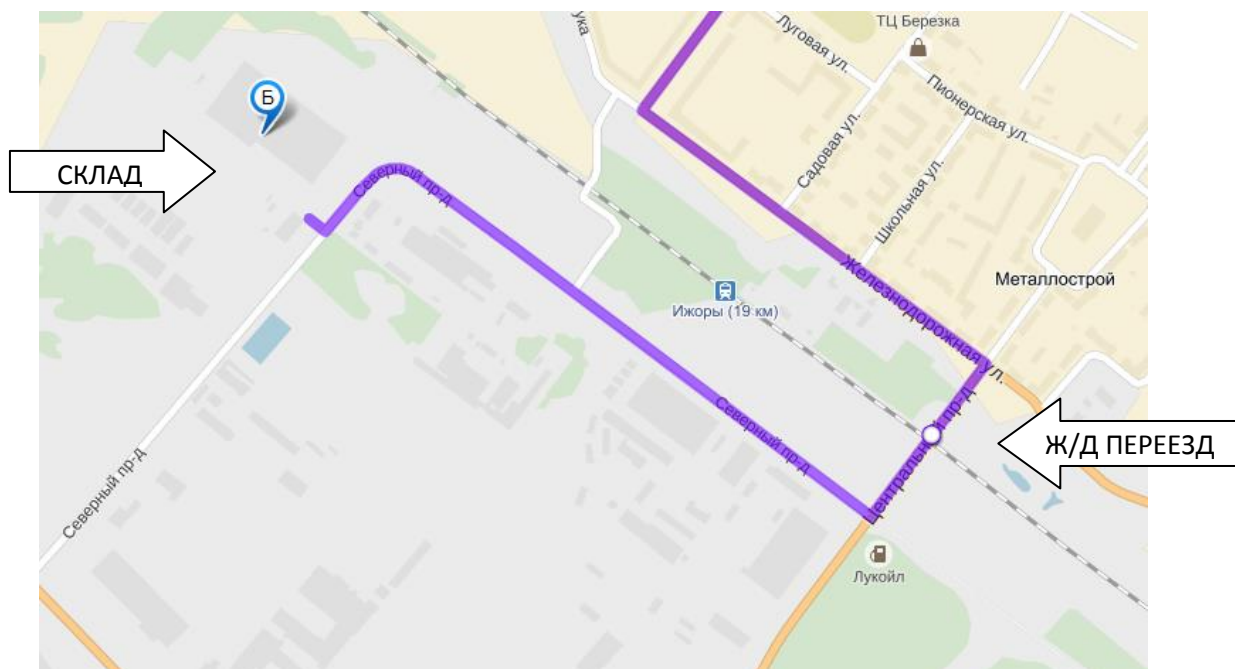 ука
Луговая ул.
ТЦ Березка
Пионерская ул.
Б
СКЛАД
Северный пр-д
Садовая ул.
Школьная ул.
Железнодорожная ул.
Металлострой
Ижоры (19 км)
Северный пр-д
Центральный пр-д
Ж/Д ПЕРЕЕЗД
Северный пр-д
Лукойл